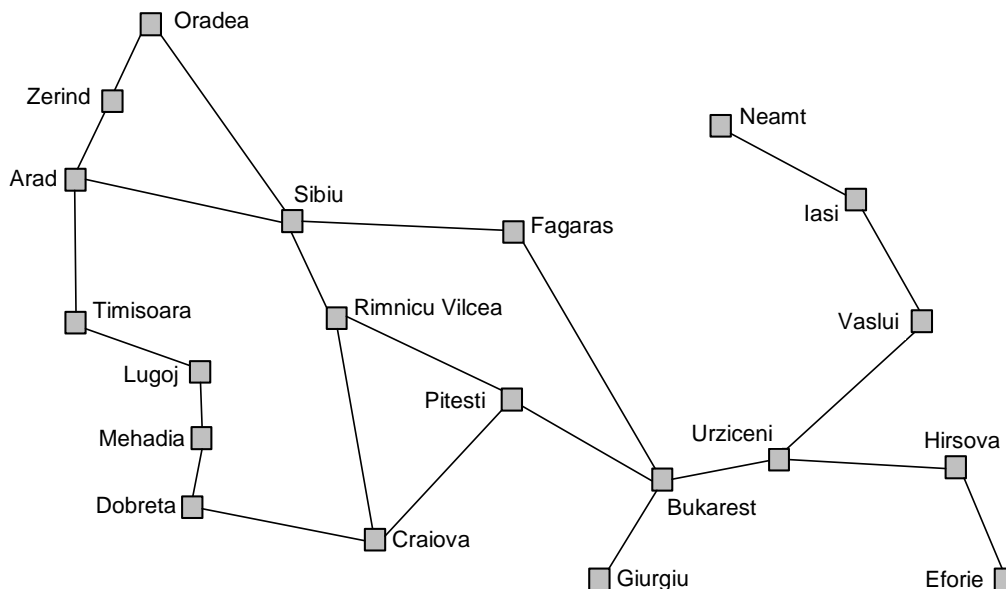 Oradea
Zerind
Neamt
Arad
Sibiu
Iasi
Fagaras
Timisoara
Rimnicu Vilcea
Vaslui
Lugoj
Pitesti
Mehadia
Urziceni
Hirsova
Dobreta
Bukarest
Craiova
Giurgiu
Eforie